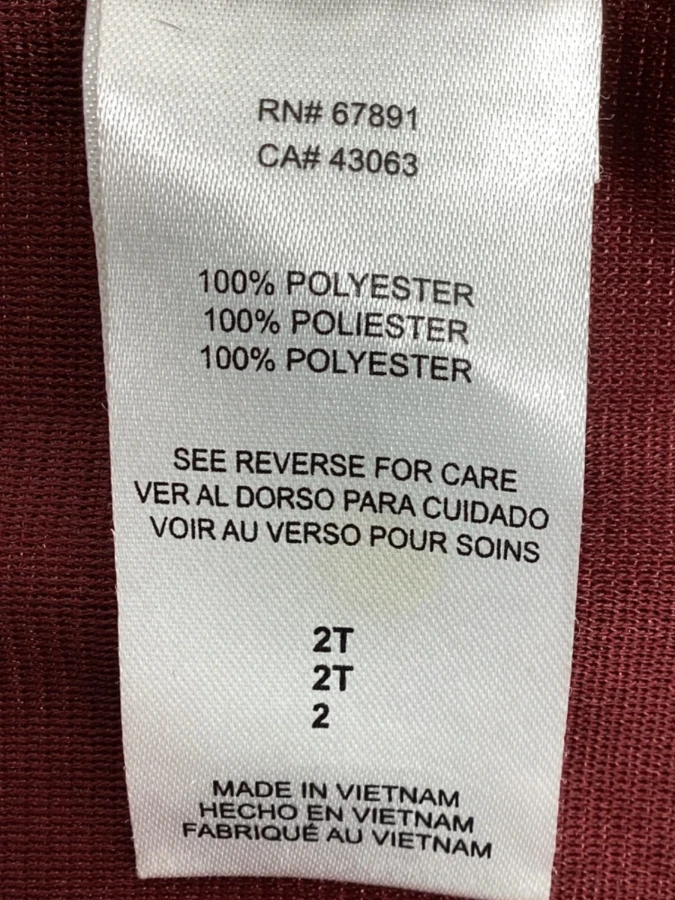 RN# 67891
CA# 43063
100% POLYESTER
100% POLIESTER
100% POLYESTER
SEE REVERSE FOR CARE
VER AL DORSO PARA CUIDADO
VOIR AU VERSO POUR SOINS
2T
2T
2
MADE IN VIETNAM
HECHO EN VIETNAM
FABRIQUÉ AU VIETNAM